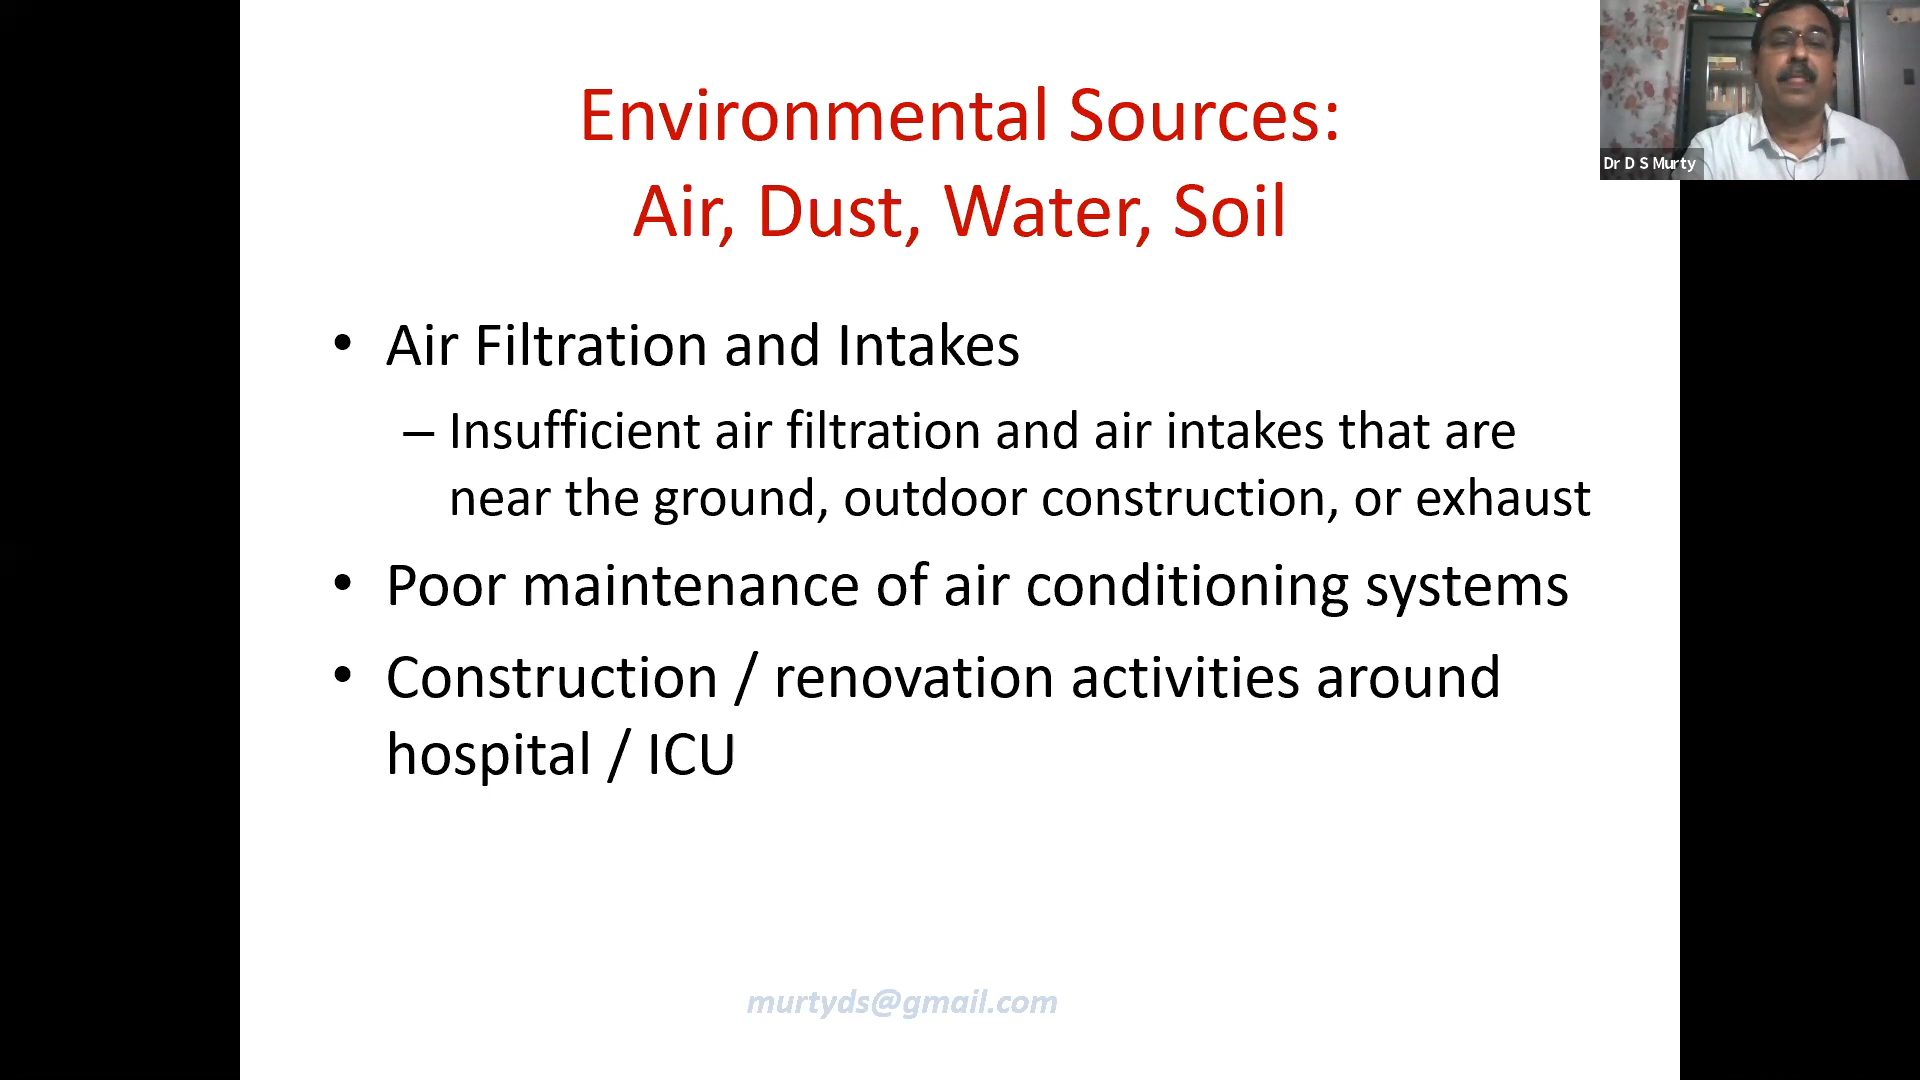 Environmental Sources:
Air, Dust, Water, Soil
• Air Filtration and Intakes
– Insufficient air filtration and air intakes that are
near the ground, outdoor construction, or exhaust
• Poor maintenance of air conditioning systems
• Construction / renovation activities around
hospital / ICU
murtyds@gmail.com
Dr D S Murty